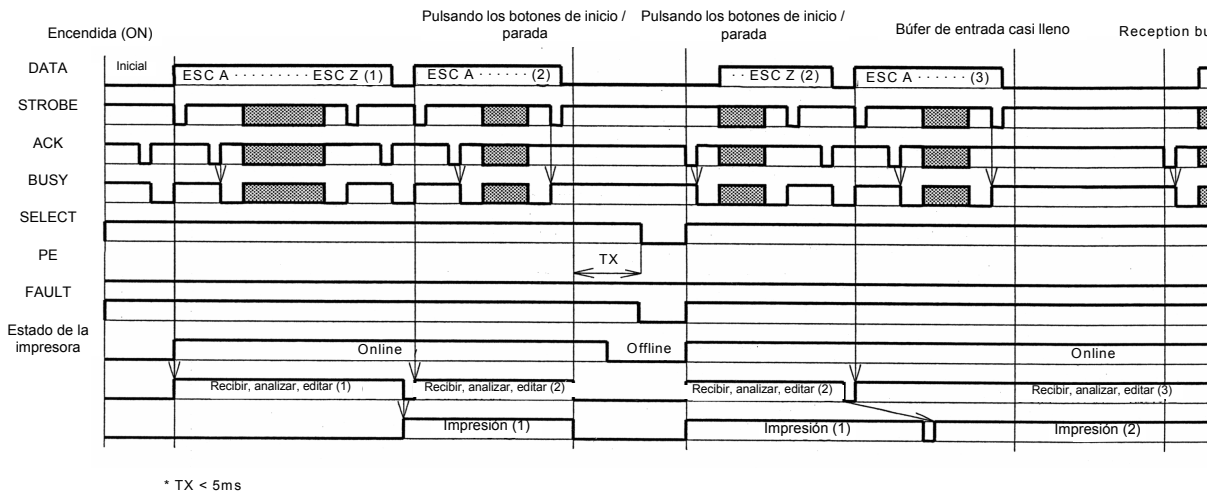 Pulsando los botones de inicio / parada
Pulsando los botones de inicio / parada
Encendida (ON)
Búfer de entrada casi lleno
Reception bu
DATA
Inicial
ESC A ········· ESC Z (1)
ESC A ······ (2)
·· ESC Z (2)
ESC A ······ (3)
STROBE
ACK
BUSY
SELECT
PE
TX
FAULT
Estado de la impresora
Online
Offline
Online
Recibir, analizar, editar (1)
Recibir, analizar, editar (2)
Recibir, analizar, editar (2)
Recibir, analizar, editar (3)
Impresión (1)
Impresión (1)
Impresión (2)
* TX < 5ms